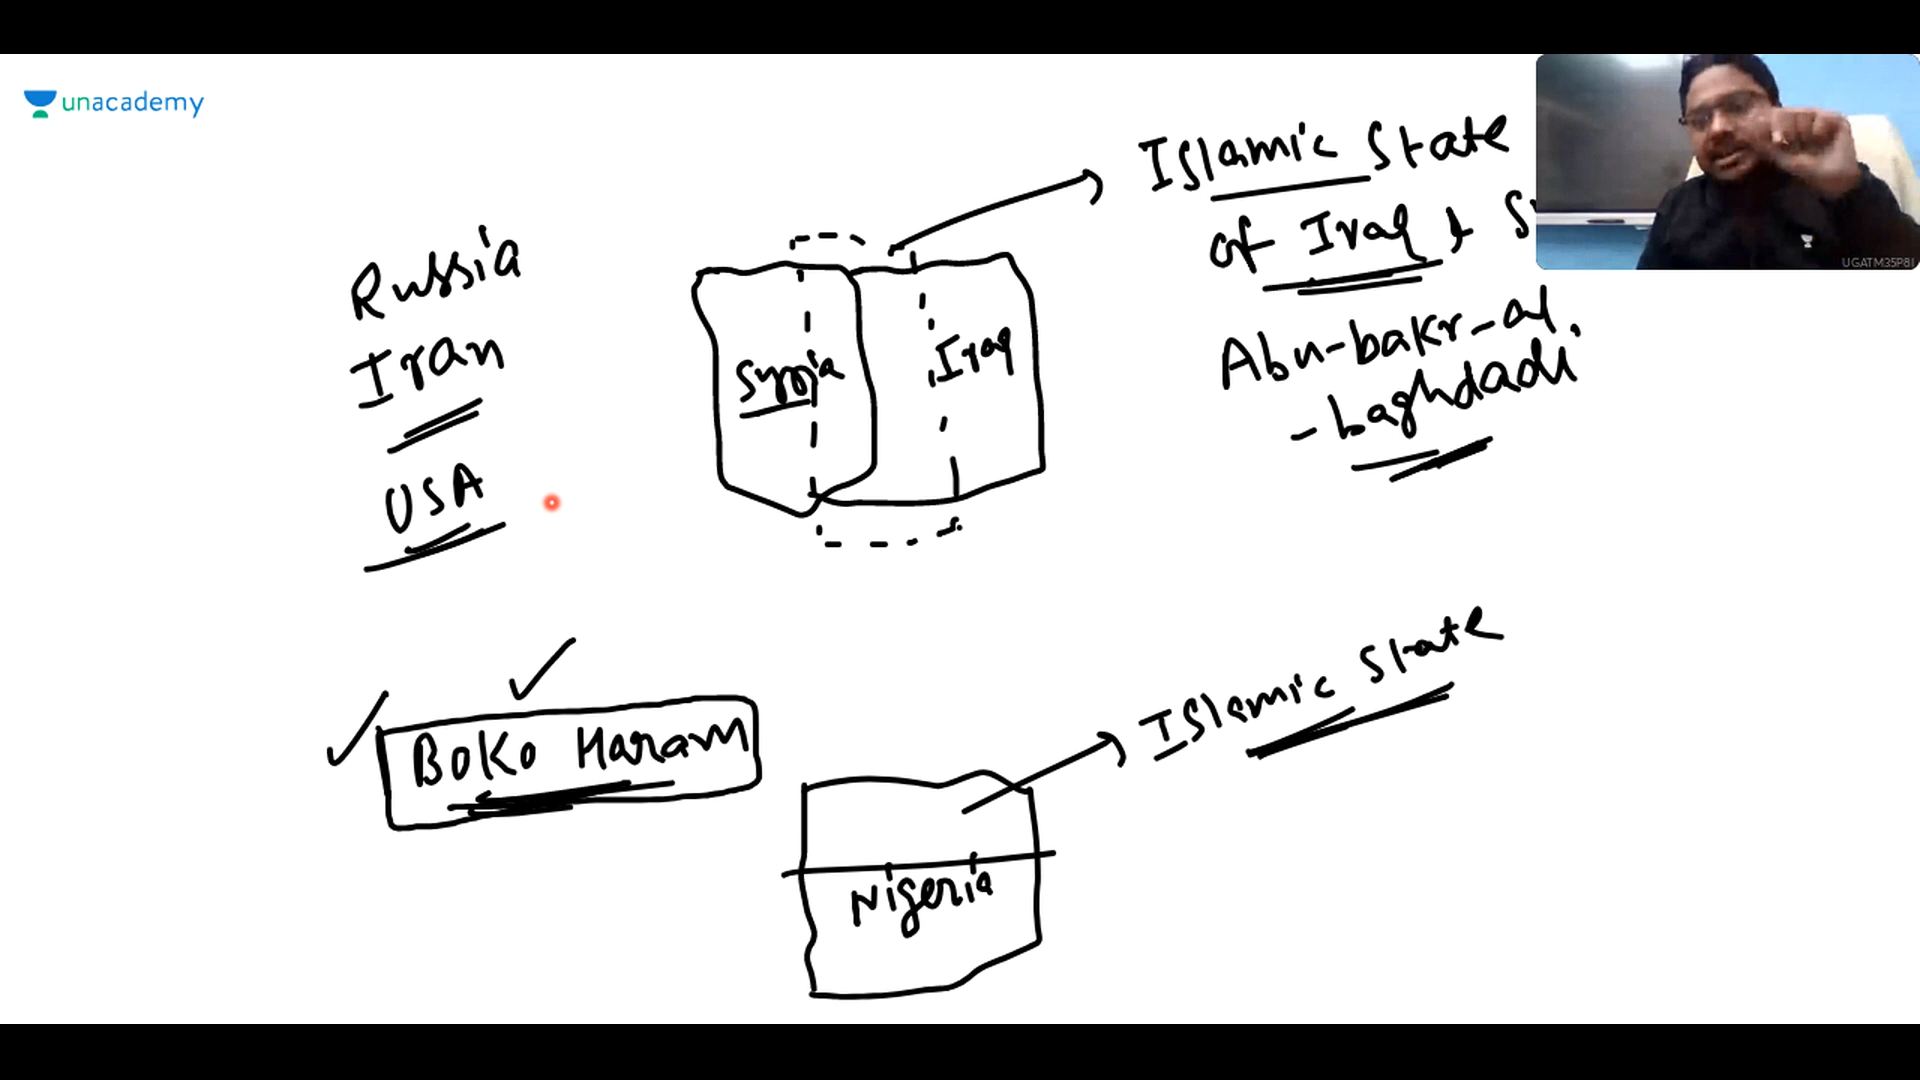 unacademy
Islamic State
of Iraq & S
Abu-bakr-al
-baghdadi
Russia
Iran
USA
Syria
Iraq
UGATM35P8I
Boko Haram
Islamic State
Nigeria